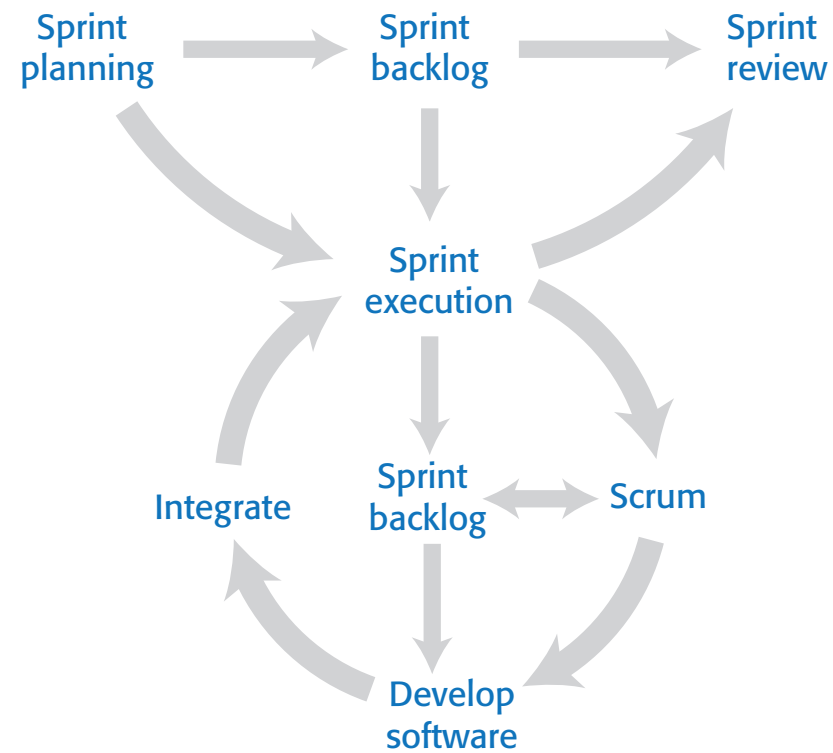 Sprint
planning
Sprint
backlog
Sprint
review
Sprint
execution
Integrate
Sprint
backlog
Scrum
Develop
software